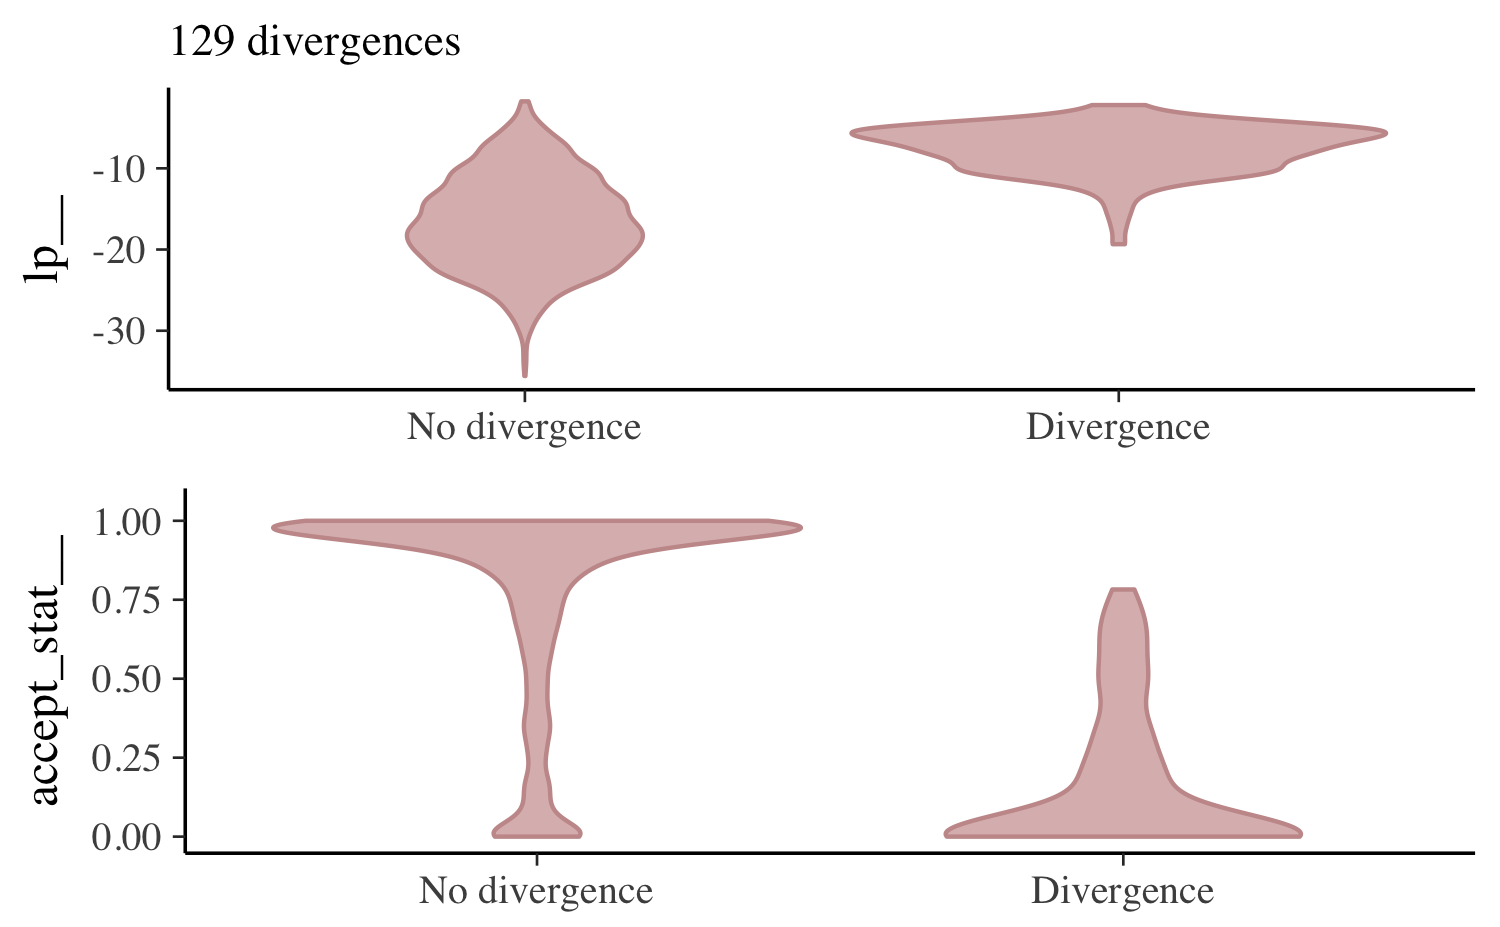 129 divergences
lp__
-10
-20
-30
No divergence
Divergence
accept_stat__
1.00
0.75
0.50
0.25
0.00
No divergence
Divergence